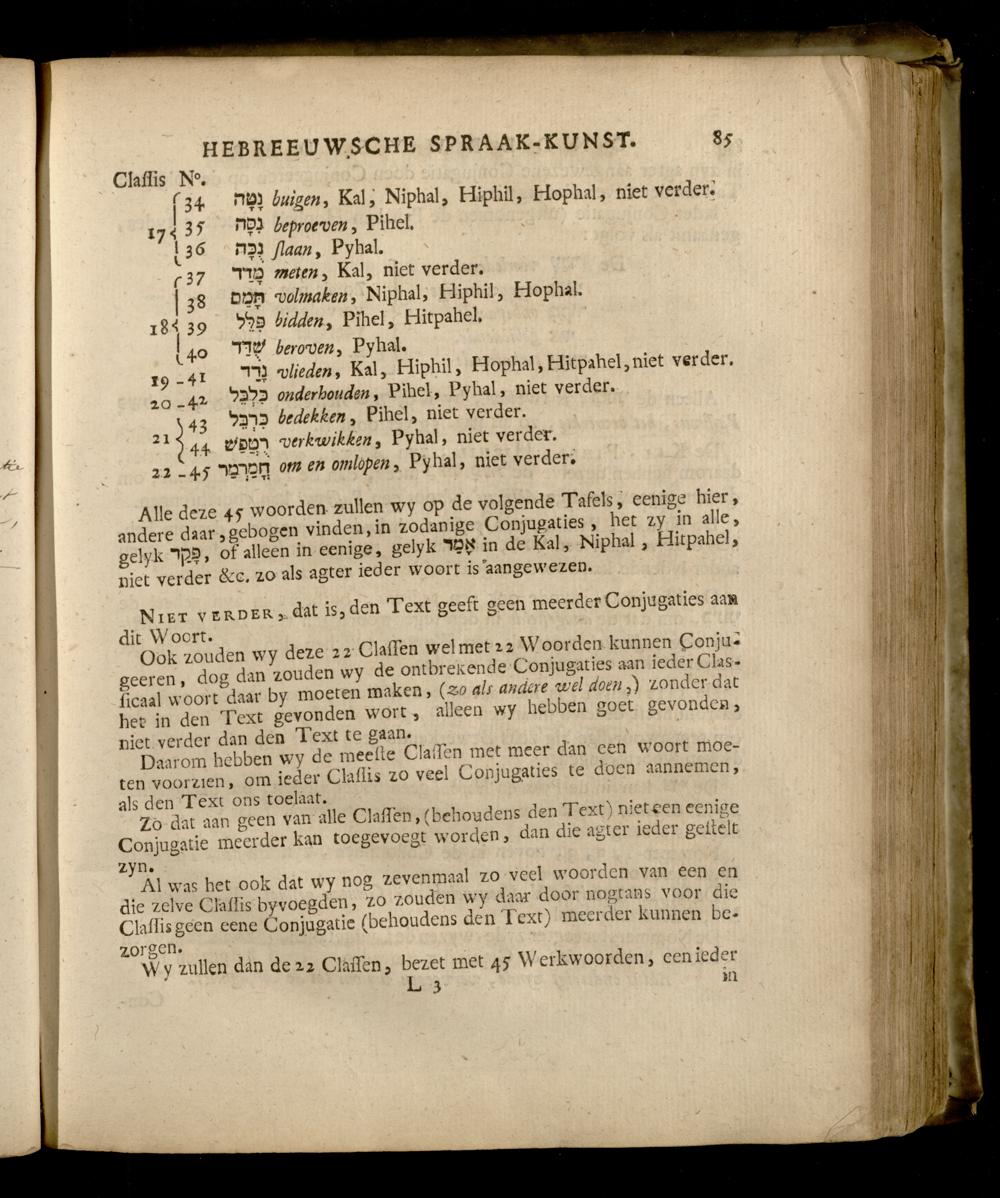 HEBREEUWSCHE SPRAAK-KUNST. 85
Classis Nº.
34 נָטָה buigen, Kal, Niphal, Hiphil, Hophal, niet verder.
17 35 נִסָּה beproeven, Pihel.
36 נֻכָּה slaan, Pyhal.
37 מָדַד meten, Kal, niet verder.
38 תָּמַם volmaken, Niphal, Hiphil, Hophal.
18 39 פִּלֵּל bidden, Pihel, Hitpahel.
40 שֻׁדַּד beroven, Pyhal.
19 - 41 נָדַד vlieden, Kal, Hiphil, Hophal, Hitpahel, niet verder.
20 - 42 כִּלְכֵּל onderhouden, Pihel, Pyhal, niet verder.
43 כִּרְבֵּל bedekken, Pihel, niet verder.
21 44 רֻטֲפַשׁ verkwikken, Pyhal, niet verder.
22 - 45 חֳמַרְמַר om en omlopen, Pyhal, niet verder.
Alle deze 45 woorden zullen wy op de volgende Tafels, eenige hier,
andere daar, gebogen vinden, in zodanige Conjugaties, het zy in alle,
gelyk פָּקַד, of alleen in eenige, gelyk אָמַר in de Kal, Niphal, Hitpahel,
niet verder &c. zo als agter ieder woort is aangewezen.
NIET VERDER, dat is, den Text geeft geen meerder Conjugaties aan
dit Woort.
Ook zouden wy deze 22 Classen wel met 22 Woorden kunnen Conju-
geeren, dog dan zouden wy de ontbrekende Conjugaties aan ieder Clas-
sicaal woort daar by moeten maken, (zo als andere wel doen,) zonder dat
het in den Text gevonden wort, alleen wy hebben goet gevonden,
niet verder dan den Text te gaan.
Daarom hebben wy de meeste Classen met meer dan een woort moe-
ten voorzien, om ieder Classis zo veel Conjugaties te doen aannemen,
als den Text ons toelaat.
Zo dat aan geen van alle Classen, (behoudens den Text) niet een eenige
Conjugatie meerder kan toegevoegt worden, dan die agter ieder gestelt
zyn.
Al was het ook dat wy nog zevenmaal zo veel woorden van een en
die zelve Classis byvoegden, zo zouden wy daar door nogtans voor die
Classis geen eene Conjugatie (behoudens den Text) meerder kunnen be-
zorgen.
Wy zullen dan de 22 Classen, bezet met 45 Werkwoorden, een ieder
L 3 in